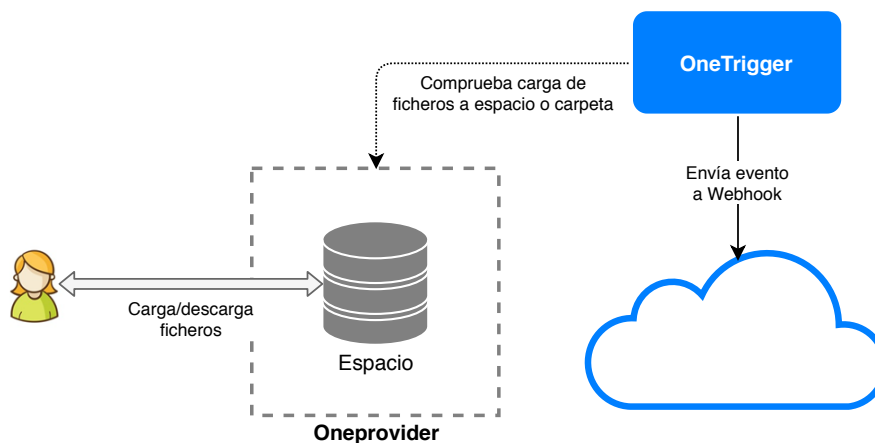 OneTrigger
Comprueba carga de
ficheros a espacio o carpeta
Envía evento
a Webhook
Carga/descarga
ficheros
Espacio
Oneprovider